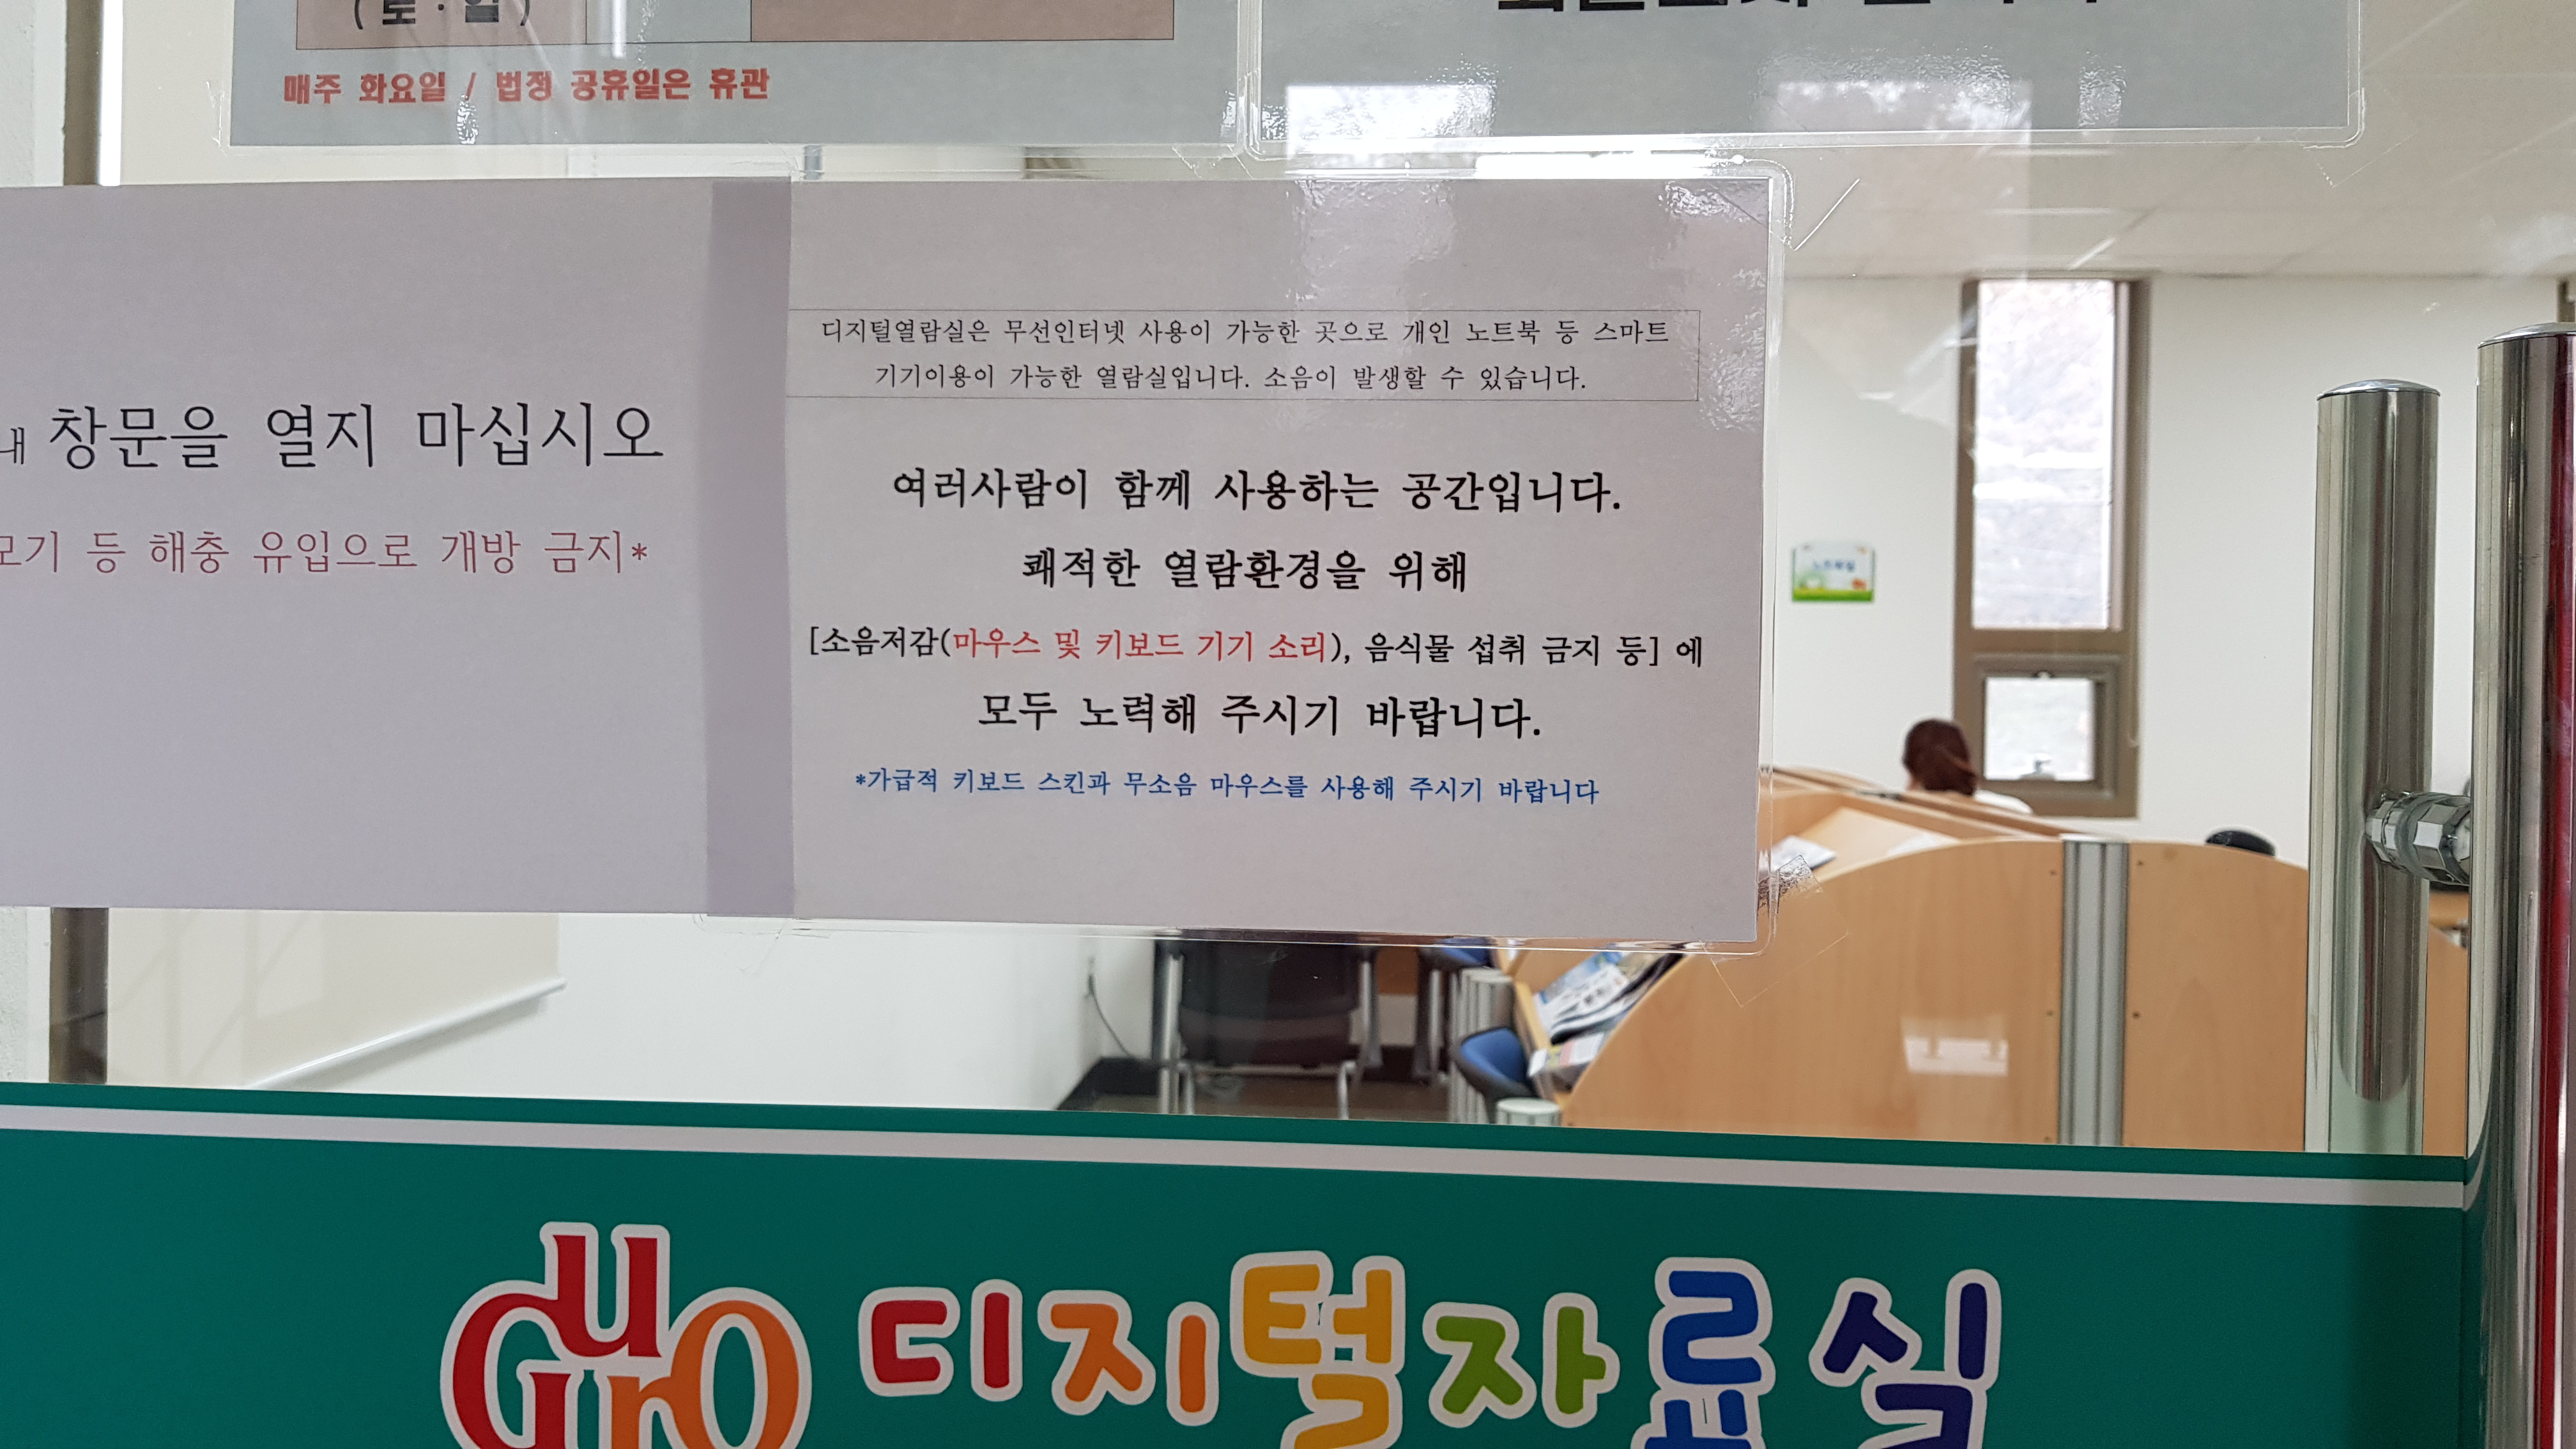 (토·일)
매주 화요일 / 법정 공휴일은 휴관
내 창문을 열지 마십시오
모기 등 해충 유입으로 개방 금지*
디지털열람실은 무선인터넷 사용이 가능한 곳으로 개인 노트북 등 스마트
기기이용이 가능한 열람실입니다. 소음이 발생할 수 있습니다.
여러사람이 함께 사용하는 공간입니다.
쾌적한 열람환경을 위해
[소음저감(마우스 및 키보드 기기 소리), 음식물 섭취 금지 등] 에
모두 노력해 주시기 바랍니다.
*가급적 키보드 스킨과 무소음 마우스를 사용해 주시기 바랍니다
Guro 디지털자료실